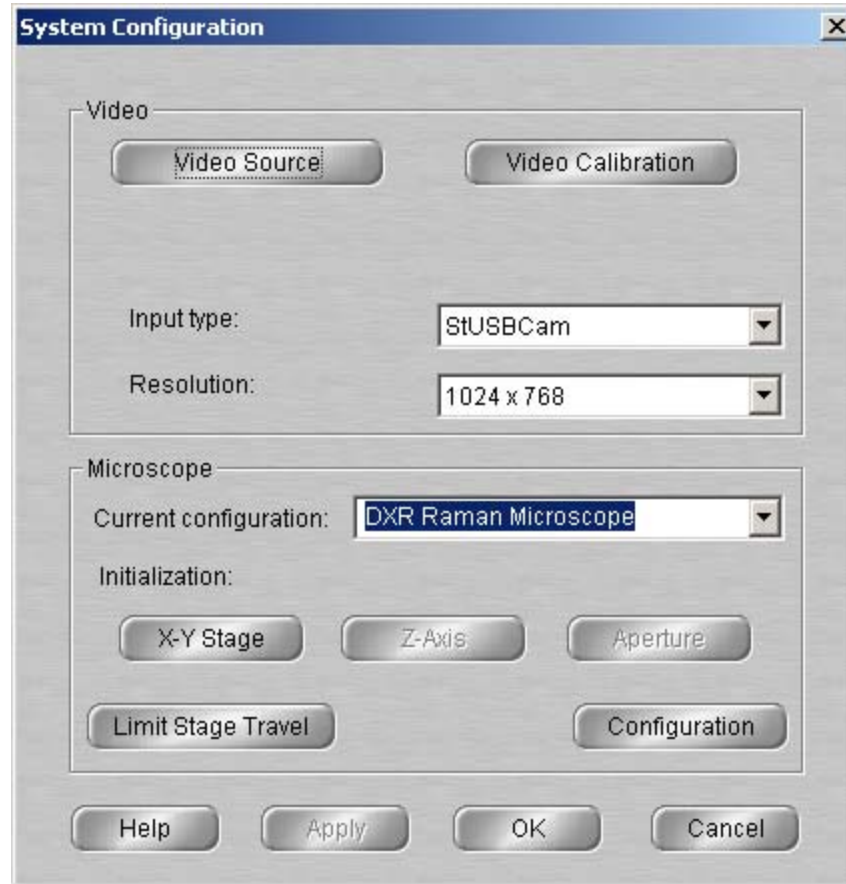 System Configuration
Video
Video Source Video Calibration
Input type: StUSBCam
Resolution: 1024 x 768
Microscope
Current configuration: DXR Raman Microscope
Initialization:
X-Y Stage Z-Axis Aperture
Limit Stage Travel Configuration
Help Apply OK Cancel